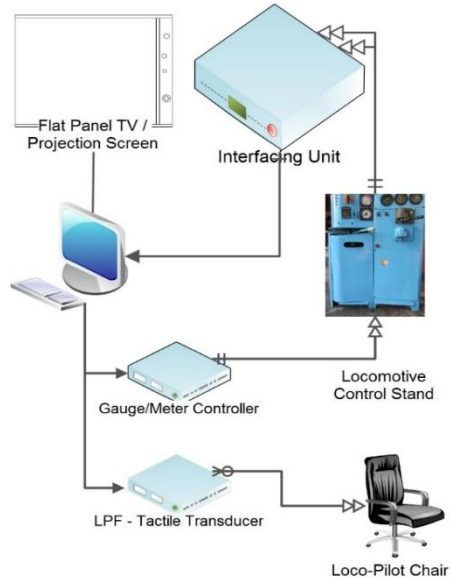 Flat Panel TV /
Projection Screen
Interfacing Unit
Locomotive
Control Stand
Gauge/Meter Controller
LPF - Tactile Transducer
Loco-Pilot Chair